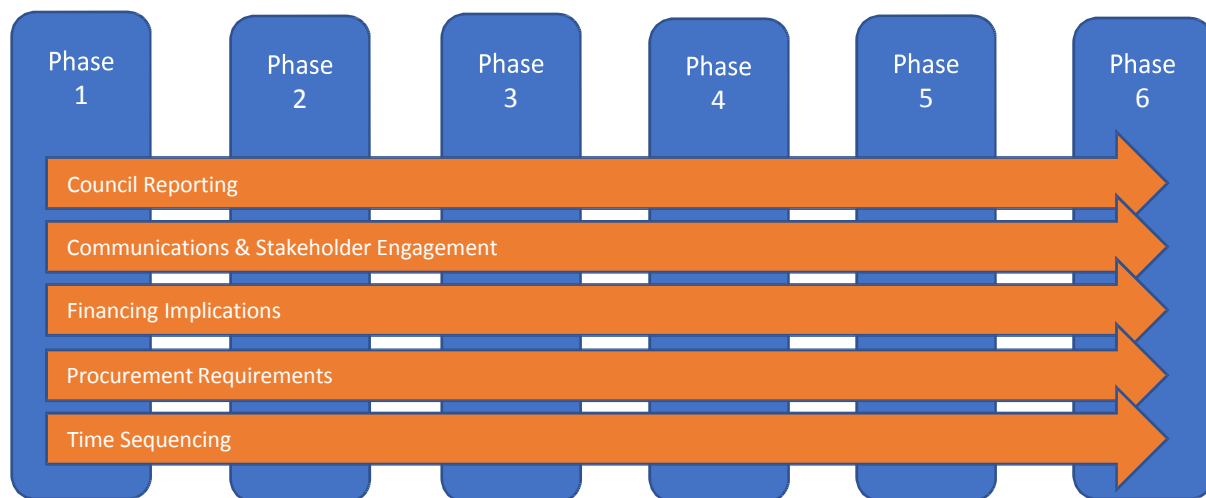 Phase
1
Phase
2
Phase
3
Phase
4
Phase
5
Phase
6
Council Reporting
Communications & Stakeholder Engagement
Financing Implications
Procurement Requirements
Time Sequencing